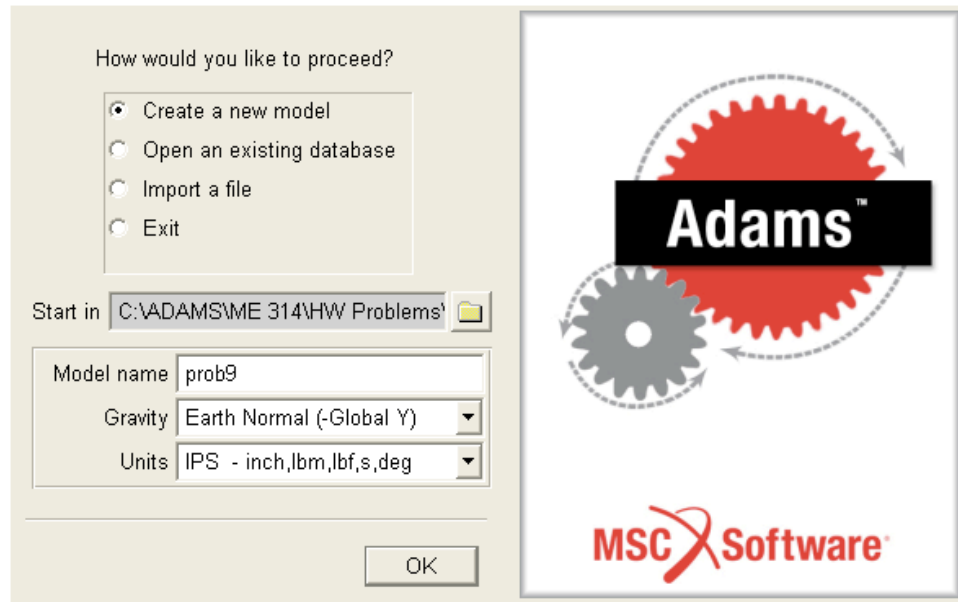 How would you like to proceed?
Create a new model
Open an existing database
Import a file
Exit
Start in C:\ADAMS\ME 314\HW Problems\
Model name prob9
Gravity Earth Normal (-Global Y)
Units IPS - inch,lbm,lbf,s,deg
OK
Adams™
MSC Software